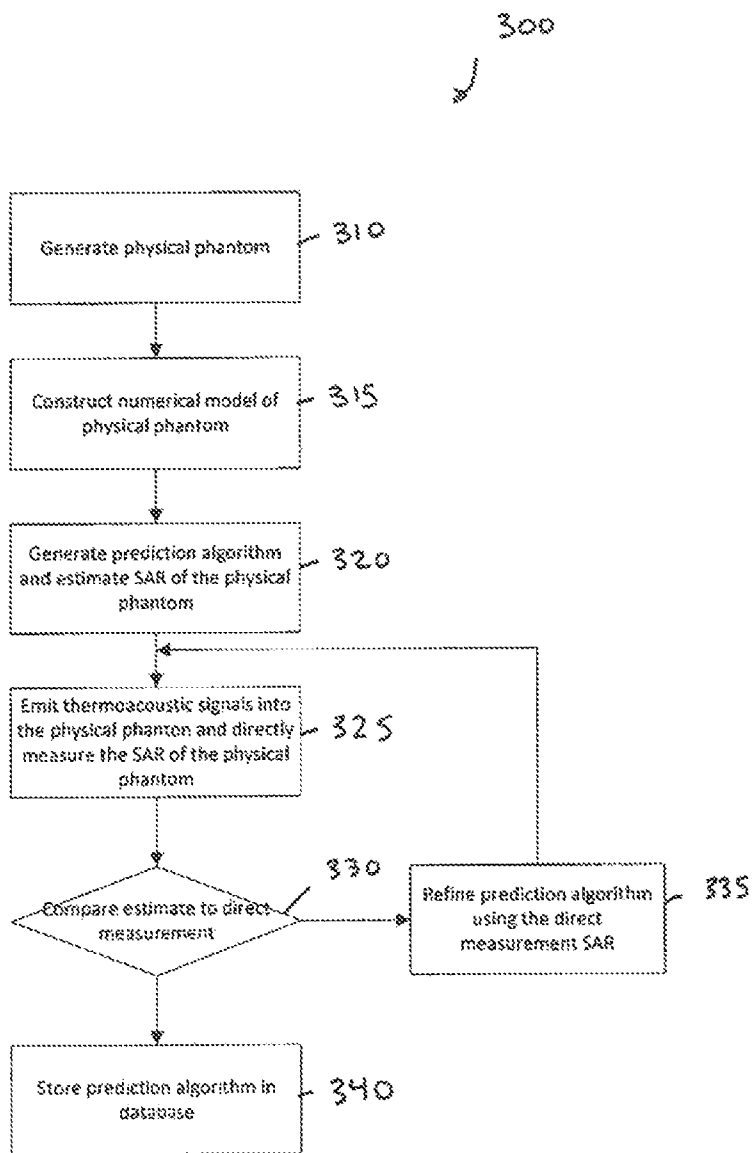 300
Generate physical phantom
310
Construct numerical model of
physical phantom
315
Generate prediction algorithm
and estimate SAR of the physical
phantom
320
Emit thermoacoustic signals into
the physical phanton and directly
measure the SAR of the physical
phantom
325
Compare estimate to direct
measurement
330
Refine prediction algorithm
using the direct
measurement SAR
335
Store prediction algorithm in
database
340